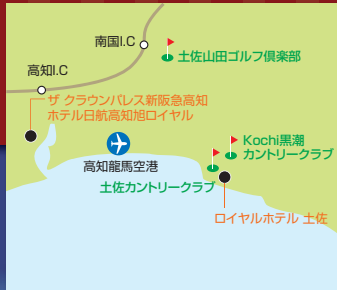 南国I.C
土佐山田ゴルフ倶楽部
高知I.C
ザ クラウンパレス新阪急高知
ホテル日航高知旭ロイヤル
高知龍馬空港
Kochi黒潮
カントリークラブ
土佐カントリークラブ
ロイヤルホテル 土佐